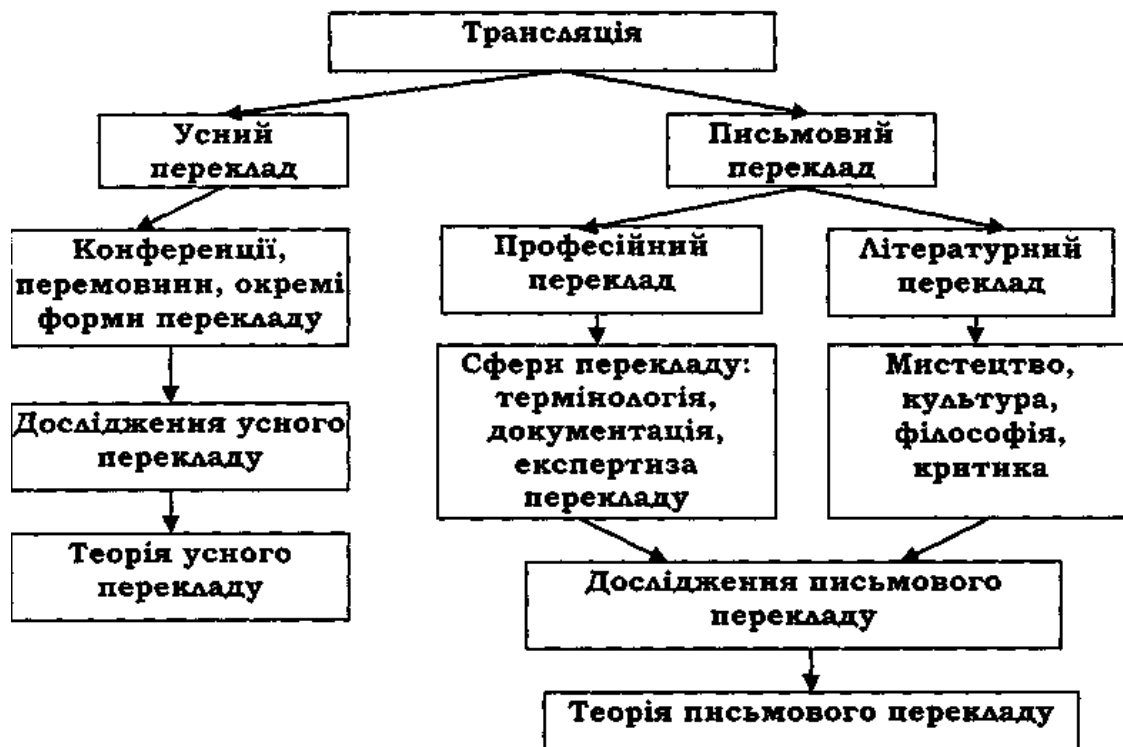 Трансляція
Усний
переклад
Письмовий
переклад
Конференції,
перемовини, окремі
форми перекладу
Професійний
переклад
Літературний
переклад
Сфери перекладу:
термінологія,
документація,
експертиза
перекладу
Мистецтво,
культура,
філософія,
критика
Дослідження усного
перекладу
Теорія усного
перекладу
Дослідження письмового
перекладу
Теорія письмового перекладу